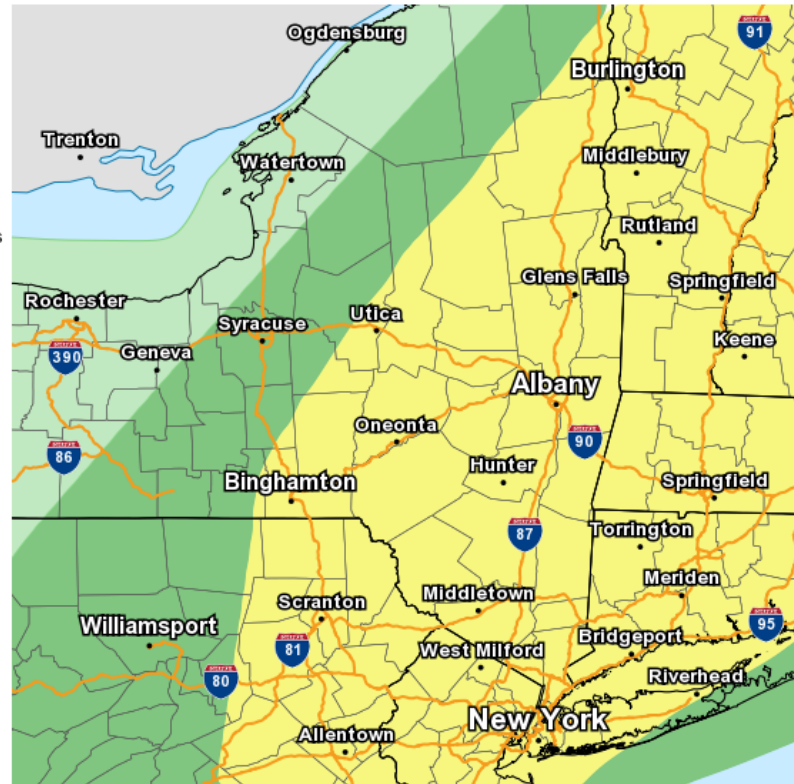 91
Ogdensburg
87
Burlington
Trenton
Watertown
Middlebury
Rutland
Glens Falls
Springfield
Rochester
Syracuse
Utica
Keene
390
Geneva
Albany
Oneonta
90
86
Hunter
Binghamton
Springfield
87
Torrington
Meriden
Scranton
Middletown
Williamsport
81
Bridgeport
95
West Milford
80
Riverhead
New York
Allentown